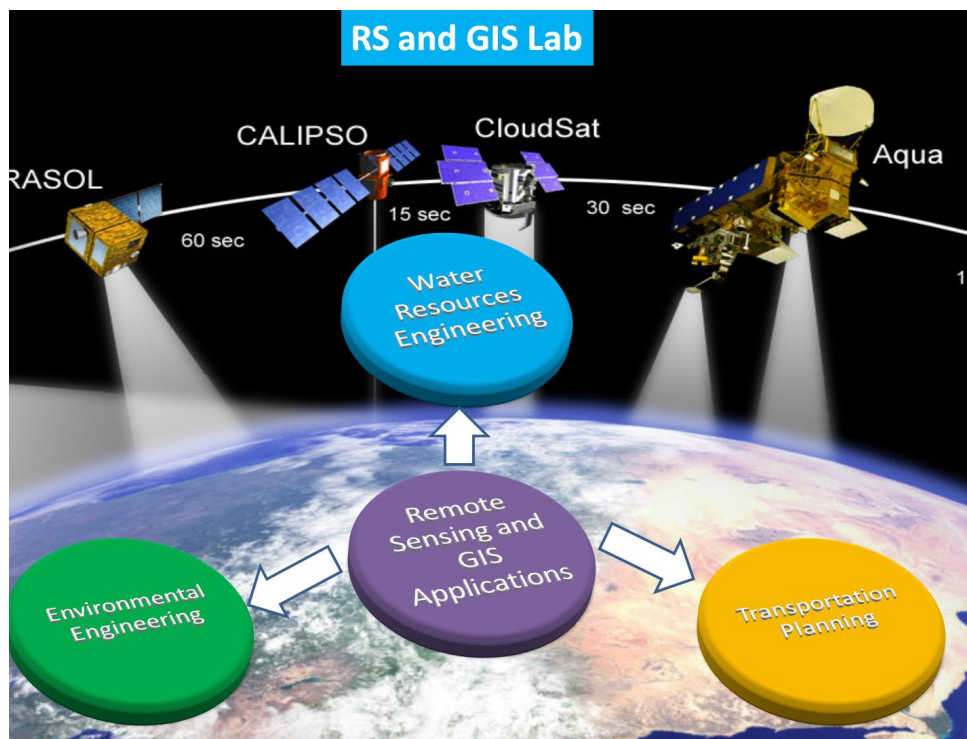 RS and GIS Lab
CloudSat
CALIPSO
Aqua
RASOL
15 sec
30 sec
60 sec
1
Water
Resources
Engineering
Remote
Sensing and
GIS
Applications
Environmental
Engineering
Transportation
Planning